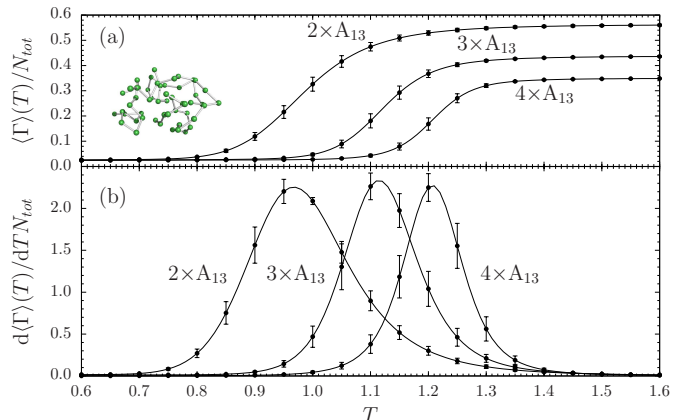 (a)
⟨Γ⟩(T)/N_tot
0.6
0.5
0.4
0.3
0.2
0.1
0.0
2×A₁₃
3×A₁₃
4×A₁₃
(b)
d⟨Γ⟩(T)/dT N_tot
2.0
1.5
1.0
0.5
0.0
2×A₁₃
3×A₁₃
4×A₁₃
0.6 0.7 0.8 0.9 1.0 1.1 1.2 1.3 1.4 1.5 1.6
T